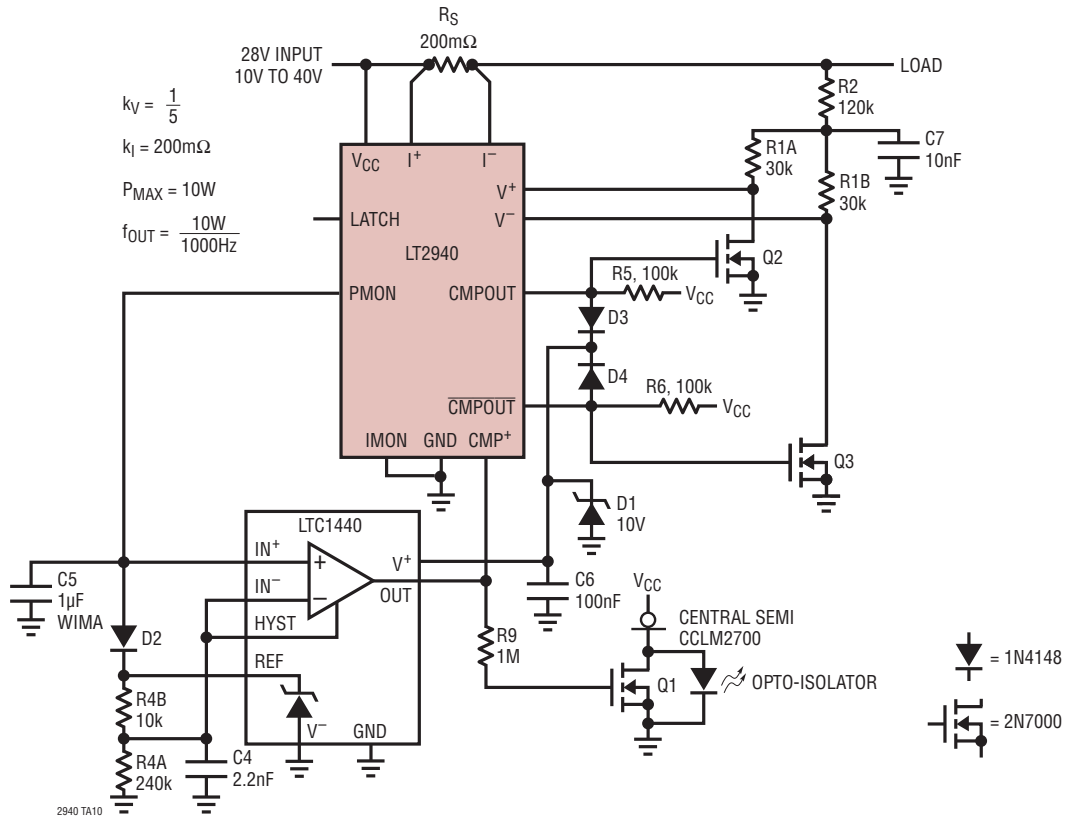 RS
200mΩ
28V INPUT
10V TO 40V
LOAD
kV = 1/5
kI = 200mΩ
PMAX = 10W
fOUT = 10W/1000Hz
R2
120k
R1A
30k
C7
10nF
R1B
30k
VCC
I+
I–
V+
V–
LATCH
LT2940
PMON
CMPOUT
CMPOUT
IMON
GND
CMP+
Q2
R5, 100k
VCC
D3
D4
R6, 100k
VCC
Q3
D1
10V
LTC1440
IN+
IN–
HYST
REF
V+
OUT
V–
GND
+
–
C5
1µF
WIMA
D2
R4B
10k
R4A
240k
C4
2.2nF
C6
100nF
R9
1M
VCC
CENTRAL SEMI
CCLM2700
Q1
OPTO-ISOLATOR
= 1N4148
= 2N7000
2940 TA10